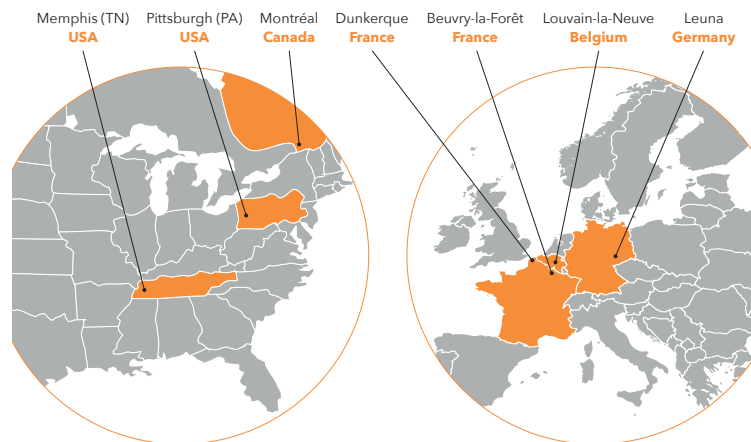 Memphis (TN)
USA
Pittsburgh (PA)
USA
Montréal
Canada
Dunkerque
France
Beuvry-la-Forêt
France
Louvain-la-Neuve
Belgium
Leuna
Germany